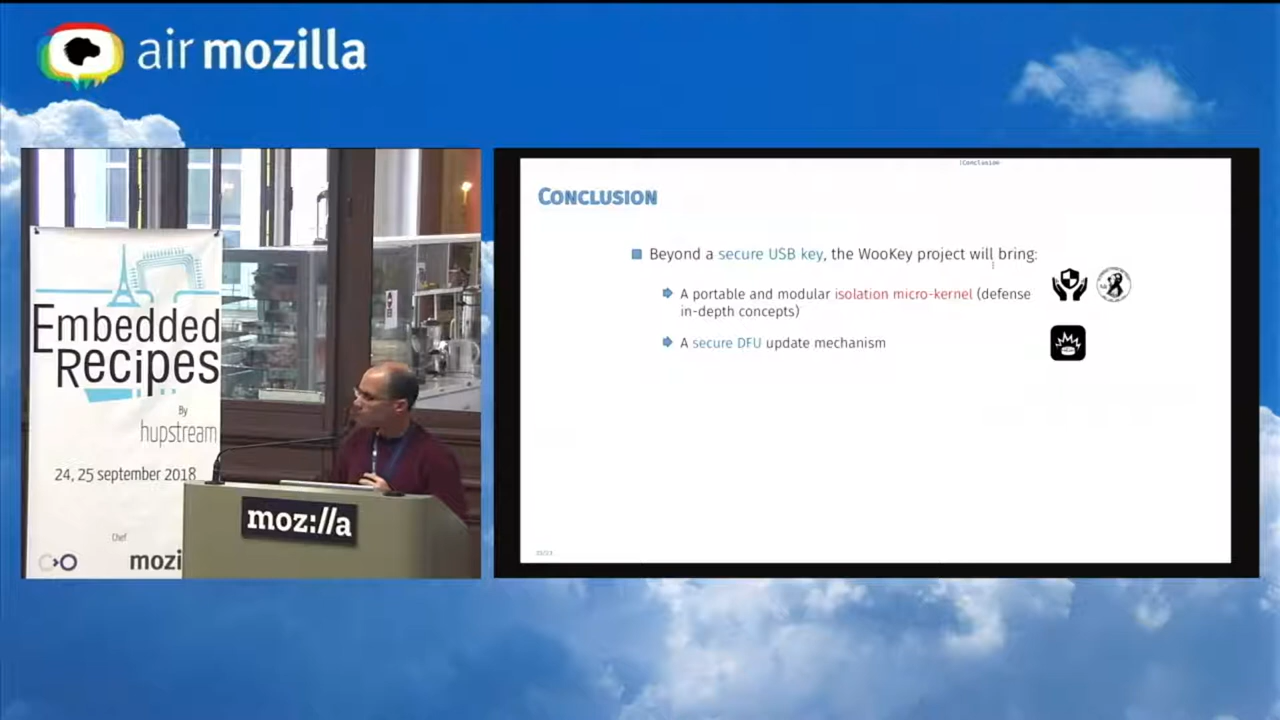 air mozilla
Embedded
Recipes
By
hupstream
24, 25 september 2018
Chef
mozi
moz://a
Conclusion
CONCLUSION
Beyond a secure USB key, the WooKey project will bring:
A portable and modular isolation micro-kernel (defense
in-depth concepts)
A secure DFU update mechanism